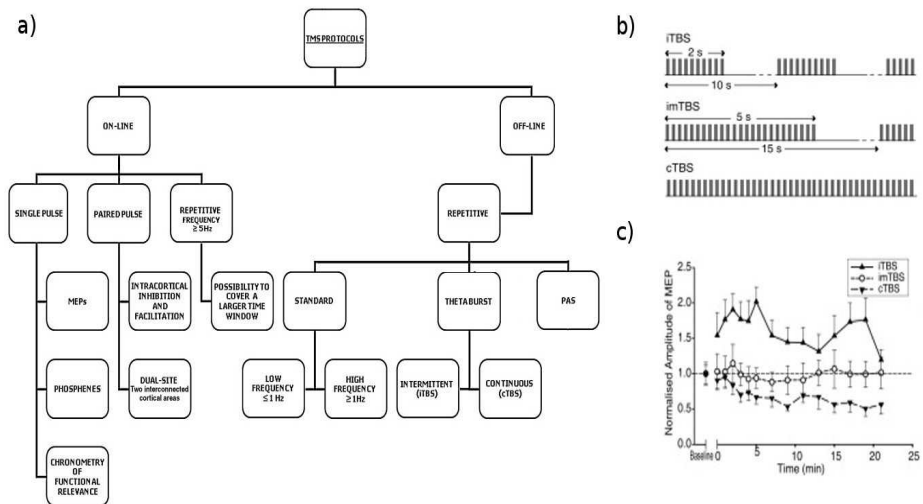 a)
TMS PROTOCOLS
ON-LINE
OFF-LINE
SINGLE PULSE
PAIRED PULSE
REPETITIVE
FREQUENCY
≥ 5Hz
REPETITIVE
MEPs
INTRACORTICAL
INHIBITION
AND
FACILITATION
POSSIBILITY TO
COVER A
LARGER TIME
WINDOW
STANDARD
THETA BURST
PAS
PHOSPHENES
DUAL-SITE
Two interconnected
cortical areas
LOW
FREQUENCY
≤ 1 Hz
HIGH
FREQUENCY
≥ 1Hz
INTERMITTENT
(iTBS)
CONTINUOUS
(cTBS)
CHRONOMETRY
OF
FUNCTIONAL
RELEVANCE
b)
iTBS
2 s
10 s
imTBS
5 s
15 s
cTBS
c)
Normalised Amplitude of MEP
2.5
2.0
1.5
1.0
0.5
0.0
iTBS
imTBS
cTBS
Baseline 0 5 10 15 20 25
Time (min)